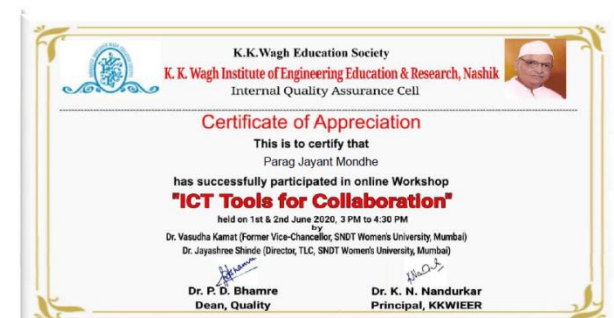 K.K.Wagh Education Society
K. K. Wagh Institute of Engineering Education & Research, Nashik
Internal Quality Assurance Cell
Certificate of Appreciation
This is to certify that
Parag Jayant Mondhe
has successfully participated in online Workshop
"ICT Tools for Collaboration"
held on 1st & 2nd June 2020, 3 PM to 4:30 PM
by
Dr. Vasudha Kamat (Former Vice-Chancellor, SNDT Women's University, Mumbai)
Dr. Jayashree Shinde (Director, TLC, SNDT Women's University, Mumbai)
Dr. P. D. Bhamre
Dean, Quality
Dr. K. N. Nandurkar
Principal, KKWIEER